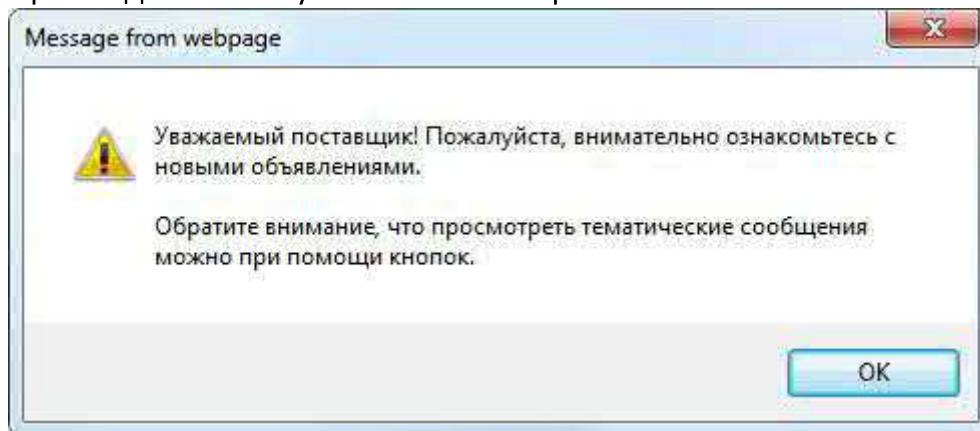 Message from webpage
Уважаемый поставщик! Пожалуйста, внимательно ознакомьтесь с
новыми объявлениями.
Обратите внимание, что просмотреть тематические сообщения
можно при помощи кнопок.
OK